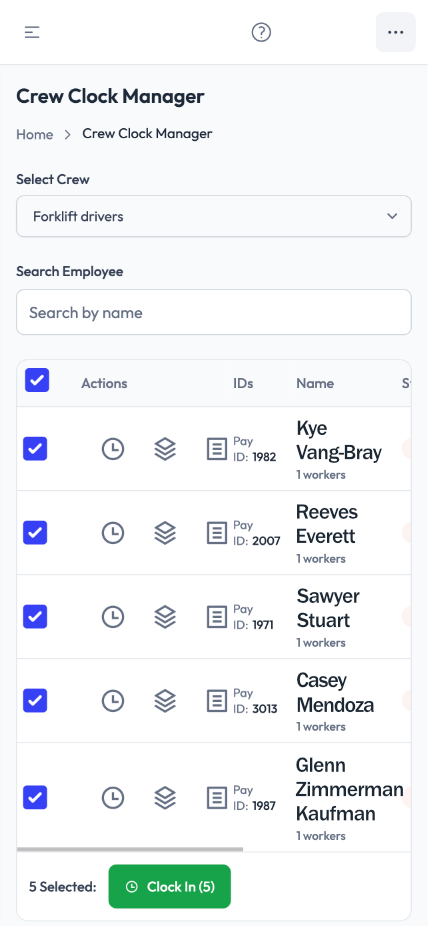 Crew Clock Manager
Home > Crew Clock Manager
Select Crew
Forklift drivers
Search Employee
Search by name
Actions IDs Name
Pay
ID: 1982
Kye
Vang-Bray
1 workers
Pay
ID: 2007
Reeves
Everett
1 workers
Pay
ID: 1971
Sawyer
Stuart
1 workers
Pay
ID: 3013
Casey
Mendoza
1 workers
Pay
ID: 1987
Glenn
Zimmerman
Kaufman
1 workers
5 Selected: Clock In (5)